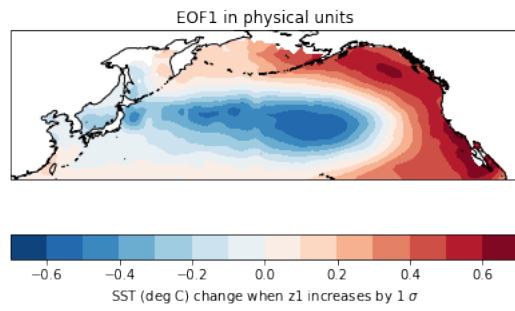 EOF1 in physical units
−0.6 −0.4 −0.2 0.0 0.2 0.4 0.6
SST (deg C) change when z1 increases by 1 σ